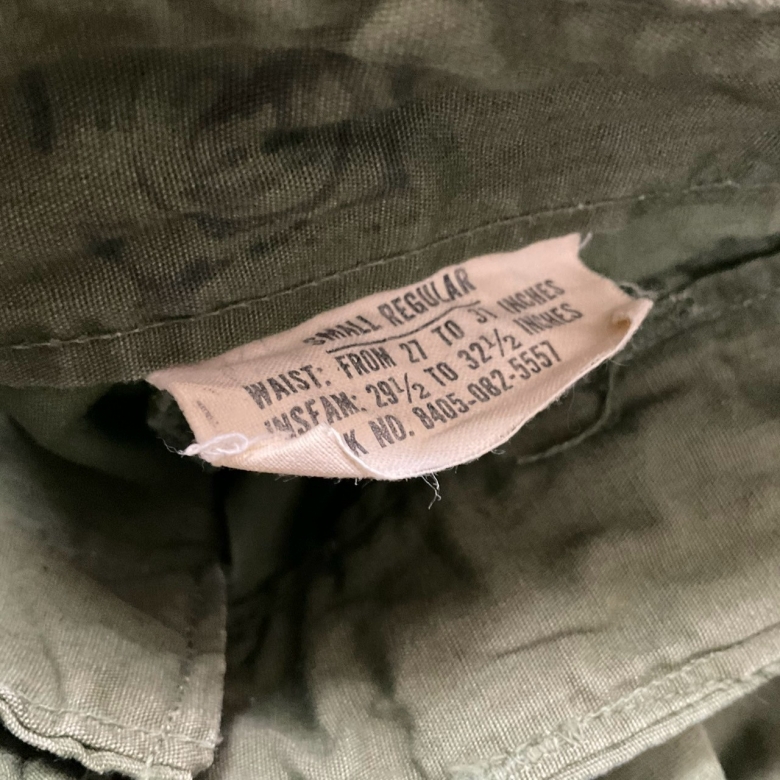 SMALL REGULAR
WAIST: FROM 27 TO 31 INCHES
INSEAM: 29½ TO 32½ INCHES
K NO. 8405-082-5557